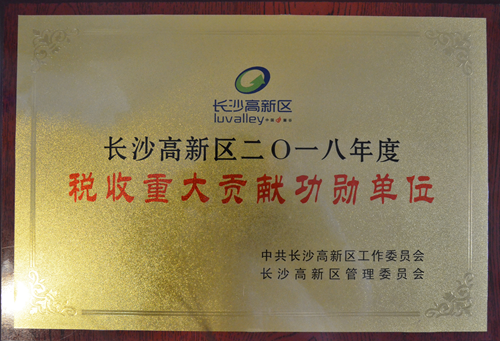 长沙高新区
luvalley
长沙高新区二〇一八年度
税收重大贡献功勋单位
中共长沙高新区工作委员会
长沙高新区管理委员会